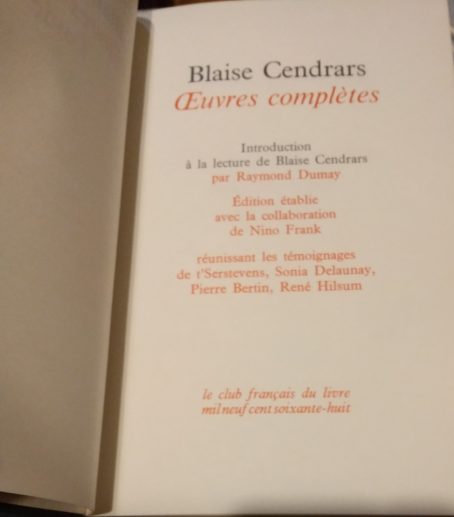 Blaise Cendrars
Œuvres complètes
Introduction
à la lecture de Blaise Cendrars
par Raymond Dumay
Édition établie
avec la collaboration
de Nino Frank
réunissant les témoignages
de t'Serstevens, Sonia Delaunay,
Pierre Bertin, René Hilsum
le club français du livre
mil neuf cent soixante-huit